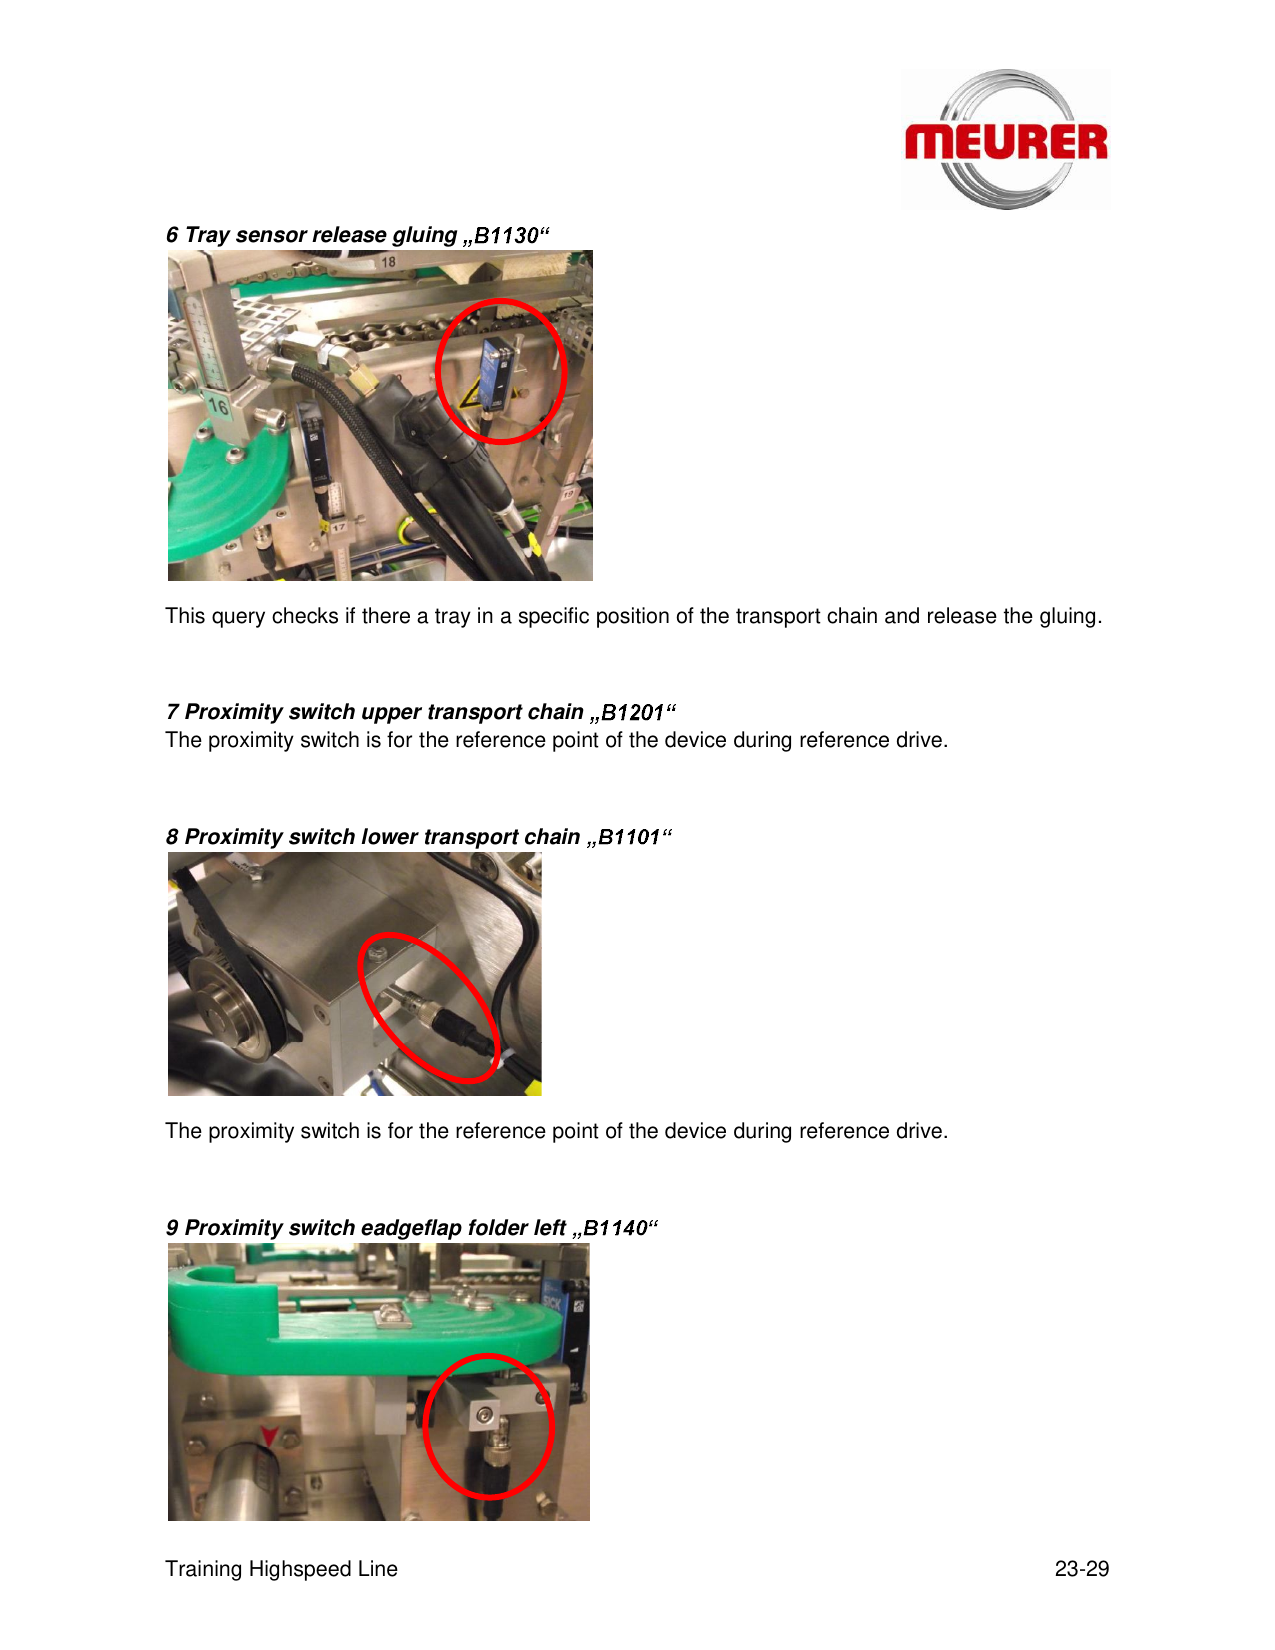 MEURER
6 Tray sensor release gluing „B1130“
18
16
17
19
This query checks if there a tray in a specific position of the transport chain and release the gluing.
7 Proximity switch upper transport chain „B1201“
The proximity switch is for the reference point of the device during reference drive.
8 Proximity switch lower transport chain „B1101“
The proximity switch is for the reference point of the device during reference drive.
9 Proximity switch eadgeflap folder left „B1140“
SICK
Training Highspeed Line 23-29